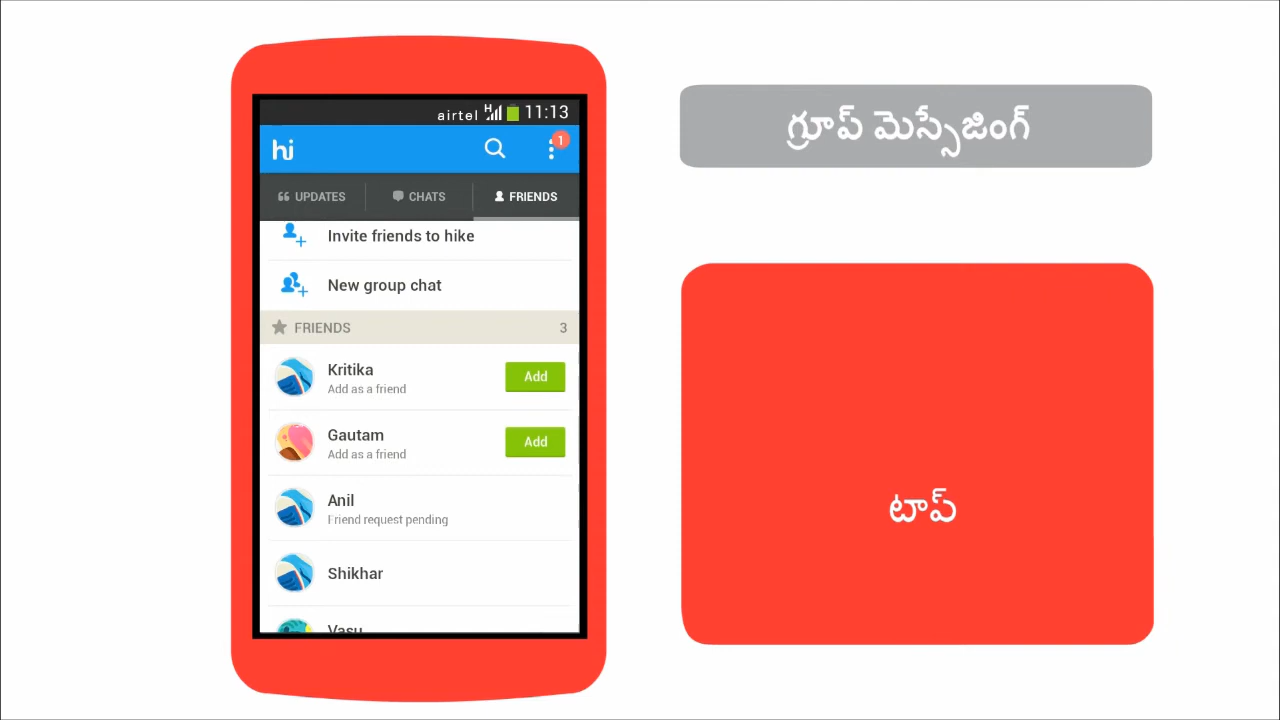 airtel H 11:13
hi
1
UPDATES CHATS FRIENDS
Invite friends to hike
New group chat
FRIENDS 3
Kritika
Add as a friend
Add
Gautam
Add as a friend
Add
Anil
Friend request pending
Shikhar
Vasu
గ్రూప్ మెస్సేజింగ్
టాప్